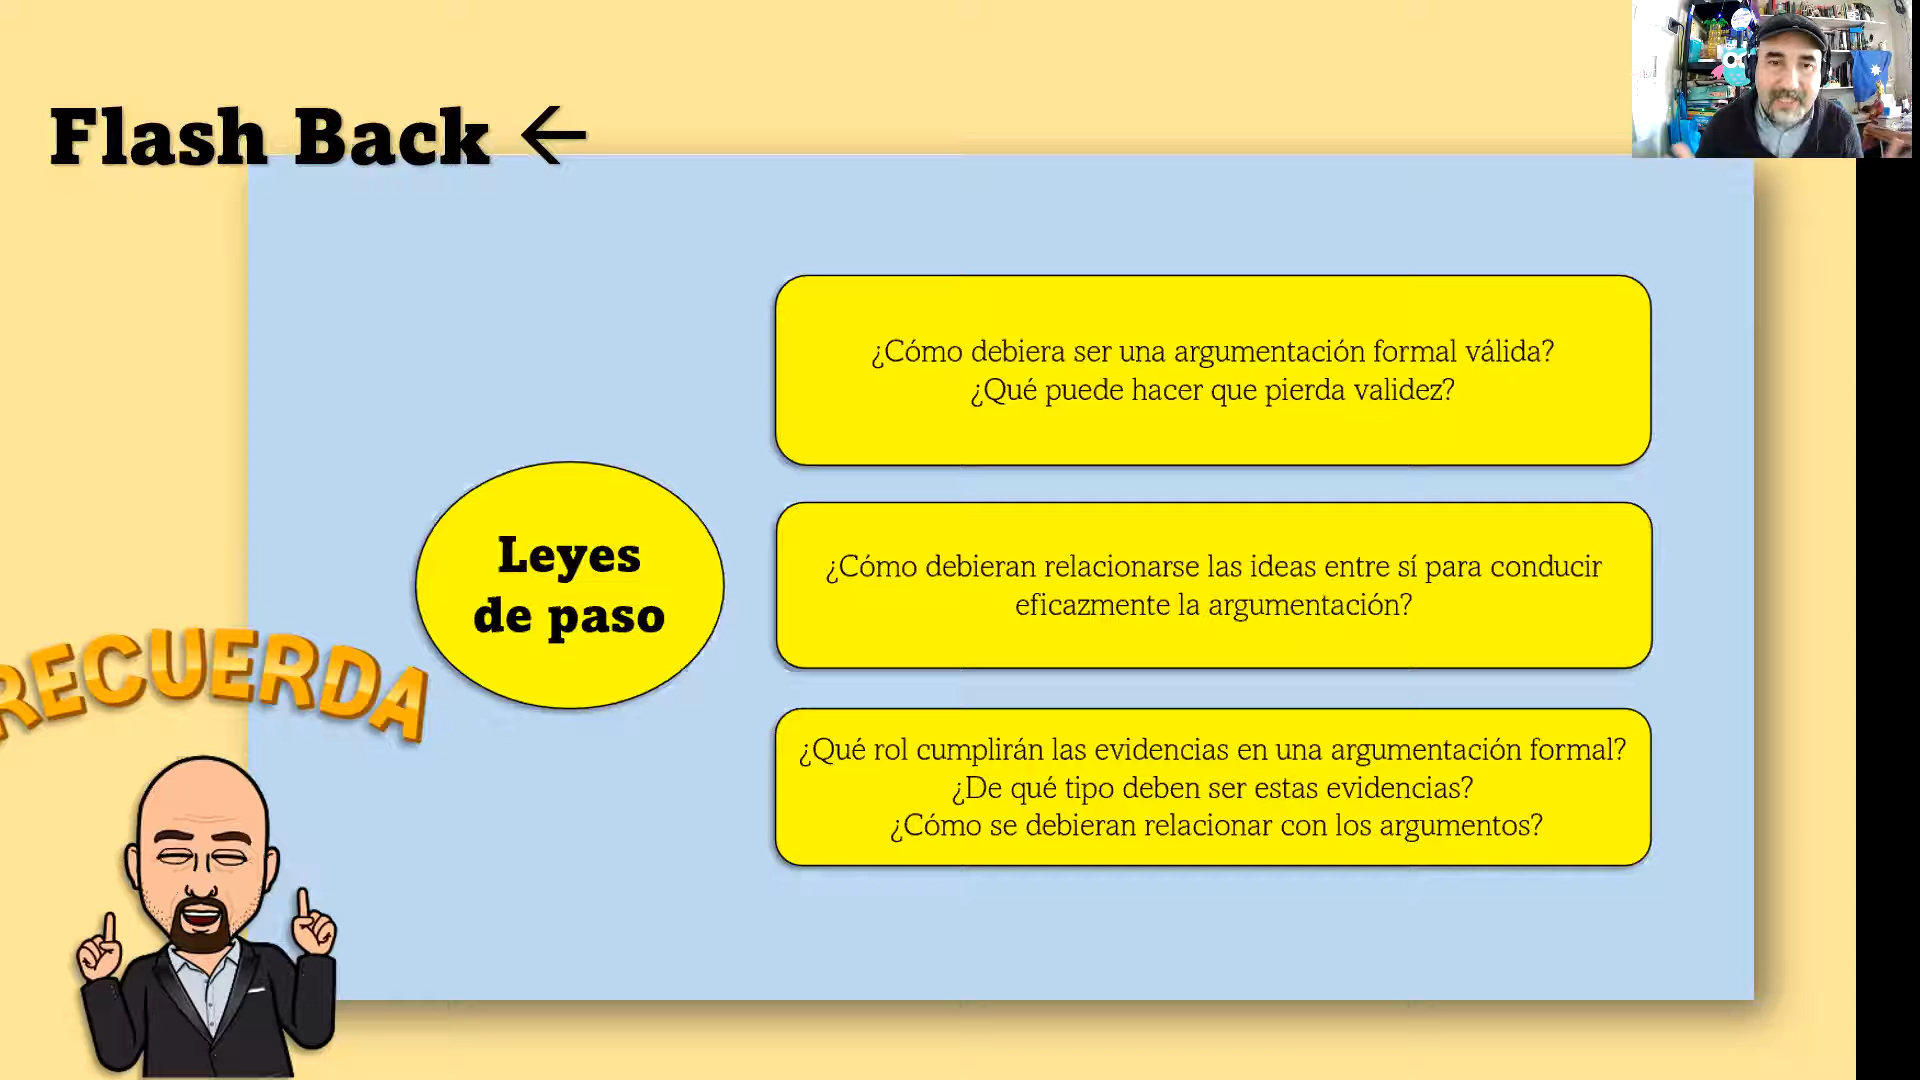 Flash Back ←
¿Cómo debiera ser una argumentación formal válida?
¿Qué puede hacer que pierda validez?
Leyes
de paso
¿Cómo debieran relacionarse las ideas entre sí para conducir
eficazmente la argumentación?
¿Qué rol cumplirán las evidencias en una argumentación formal?
¿De qué tipo deben ser estas evidencias?
¿Cómo se debieran relacionar con los argumentos?
RECUERDA